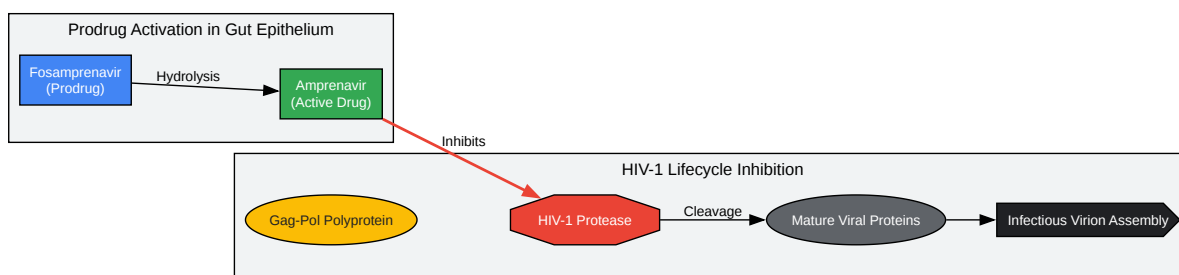 Prodrug Activation in Gut Epithelium
Fosamprenavir
(Prodrug)
Hydrolysis
Amprenavir
(Active Drug)
Inhibits
HIV-1 Lifecycle Inhibition
Gag-Pol Polyprotein
HIV-1 Protease
Cleavage
Mature Viral Proteins
Infectious Virion Assembly